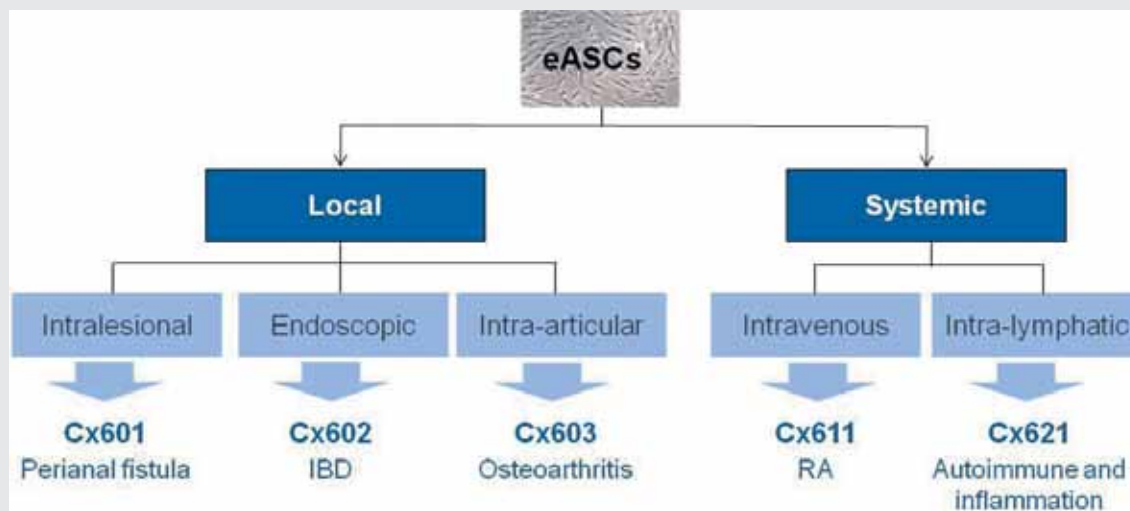 eASCs
Local
Systemic
Intralesional
Endoscopic
Intra-articular
Intravenous
Intra-lymphatic
Cx601
Perianal fistula
Cx602
IBD
Cx603
Osteoarthritis
Cx611
RA
Cx621
Autoimmune and
inflammation